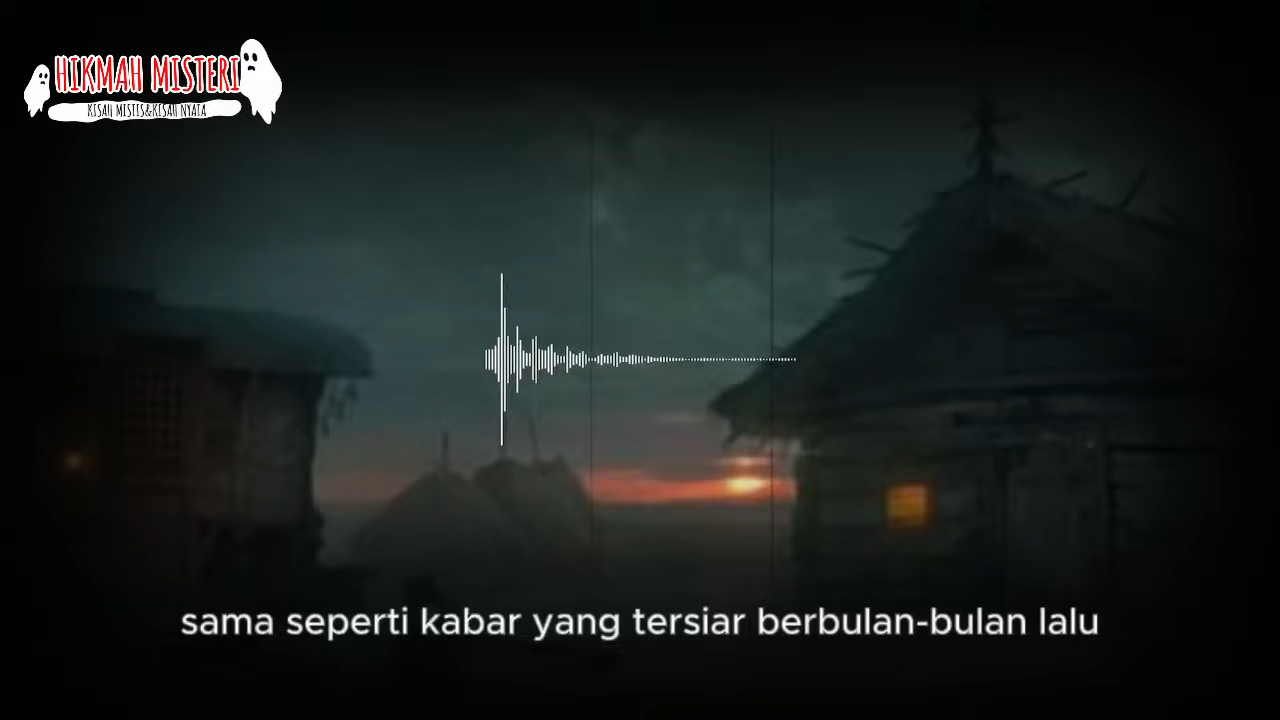 HIKMAH MISTERI
KISAH MISTIS&KISAH NYATA
sama seperti kabar yang tersiar berbulan-bulan lalu